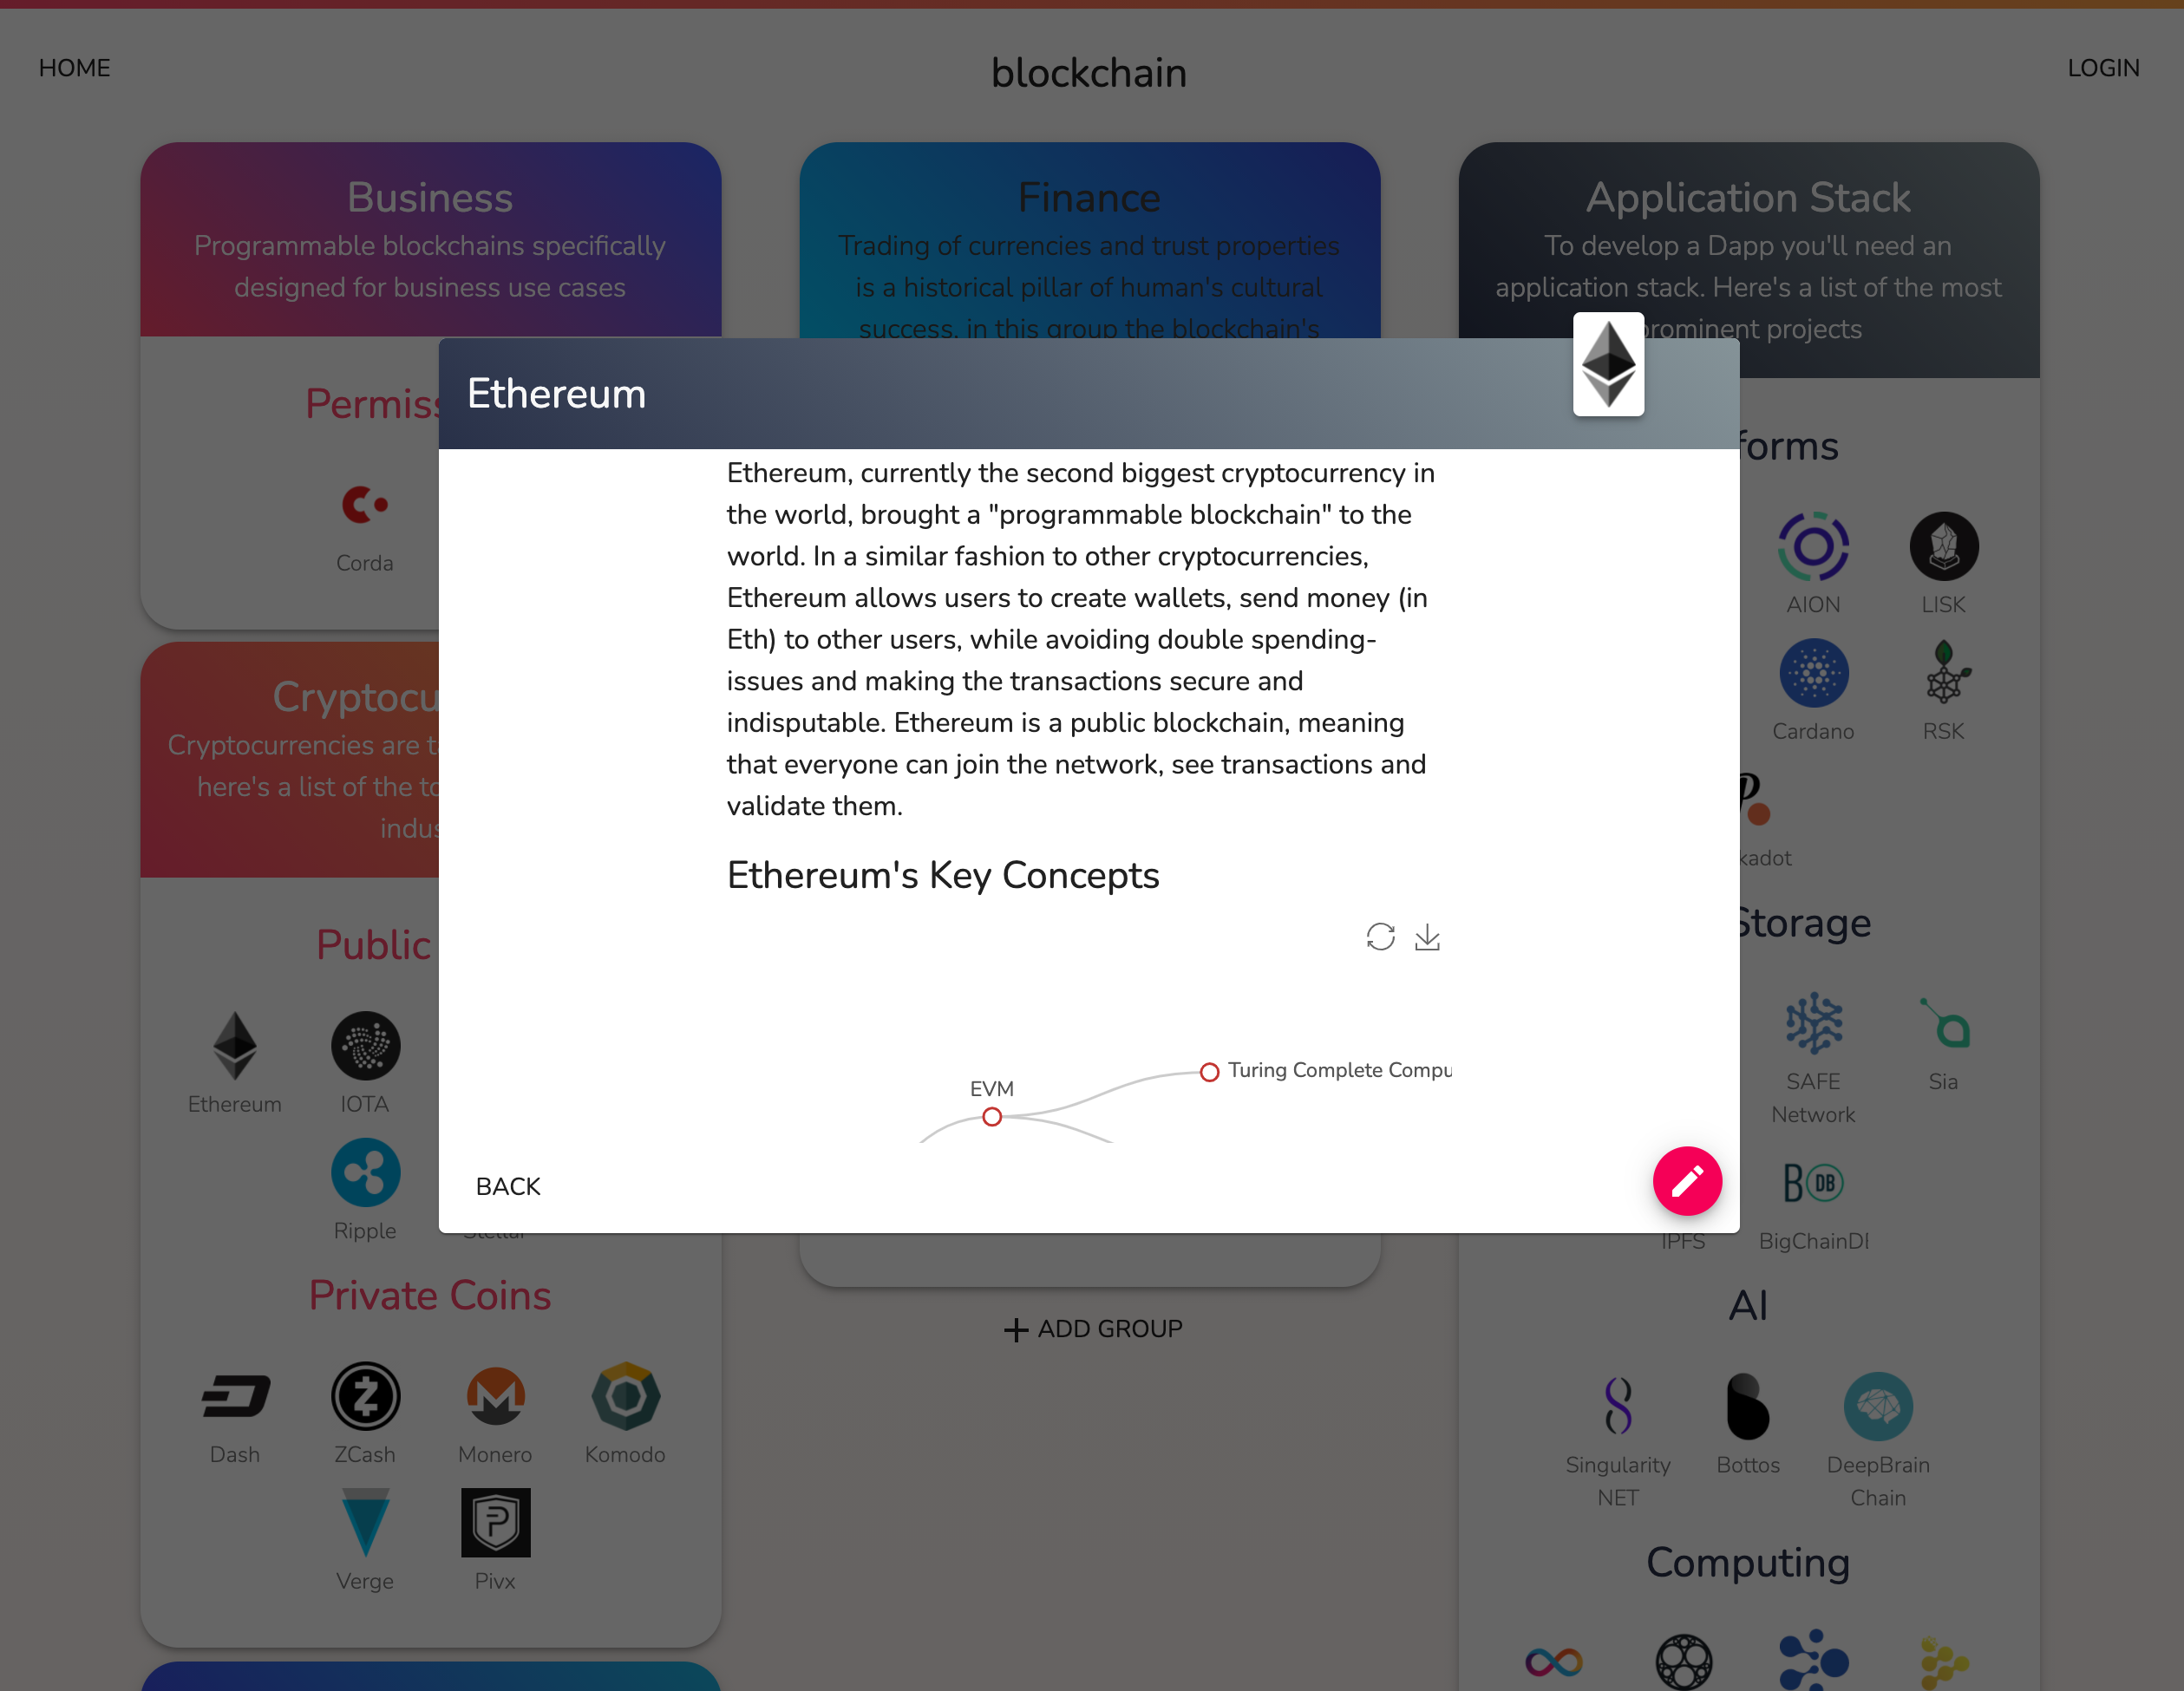 HOME
blockchain
LOGIN
Business
Programmable blockchains specifically
designed for business use cases
Corda
Cryptocurrencies are
here's a list of the
Public
Ethereum
IOTA
Ripple
Stellar
Private Coins
Dash
ZCash
Monero
Komodo
Verge
Pivx
Finance
Trading of currencies and trust properties
is a historical pillar of human's cultural
success, in this group the blockchain's
ADD GROUP
Ethereum
Ethereum, currently the second biggest cryptocurrency in
the world, brought a "programmable blockchain" to the
world. In a similar fashion to other cryptocurrencies,
Ethereum allows users to create wallets, send money (in
Eth) to other users, while avoiding double spending-
issues and making the transactions secure and
indisputable. Ethereum is a public blockchain, meaning
that everyone can join the network, see transactions and
validate them.
Ethereum's Key Concepts
EVM
Turing Complete Compu
BACK
Application Stack
To develop a Dapp you'll need an
application stack. Here's a list of the most
prominent projects
AION
LISK
Cardano
RSK
Storage
SAFE
Network
Sia
B DB
IPFS
BigChainD
AI
Singularity
NET
Bottos
DeepBrain
Chain
Computing